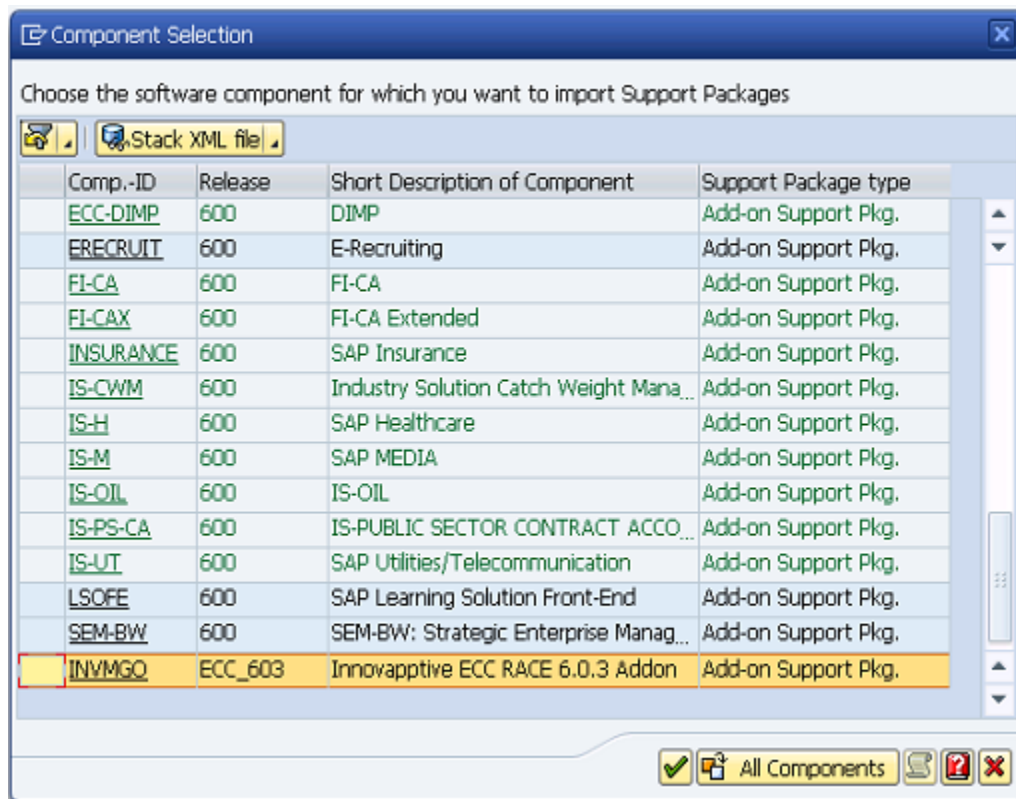 Component Selection
Choose the software component for which you want to import Support Packages
Stack XML file
Comp.-ID Release Short Description of Component Support Package type
ECC-DIMP 600 DIMP Add-on Support Pkg.
ERECRUIT 600 E-Recruiting Add-on Support Pkg.
FI-CA 600 FI-CA Add-on Support Pkg.
FI-CAX 600 FI-CA Extended Add-on Support Pkg.
INSURANCE 600 SAP Insurance Add-on Support Pkg.
IS-CWM 600 Industry Solution Catch Weight Mana... Add-on Support Pkg.
IS-H 600 SAP Healthcare Add-on Support Pkg.
IS-M 600 SAP MEDIA Add-on Support Pkg.
IS-OIL 600 IS-OIL Add-on Support Pkg.
IS-PS-CA 600 IS-PUBLIC SECTOR CONTRACT ACCO... Add-on Support Pkg.
IS-UT 600 SAP Utilities/Telecommunication Add-on Support Pkg.
LSOFE 600 SAP Learning Solution Front-End Add-on Support Pkg.
SEM-BW 600 SEM-BW: Strategic Enterprise Manag... Add-on Support Pkg.
INVMGO ECC_603 Innovapptive ECC RACE 6.0.3 Addon Add-on Support Pkg.
All Components